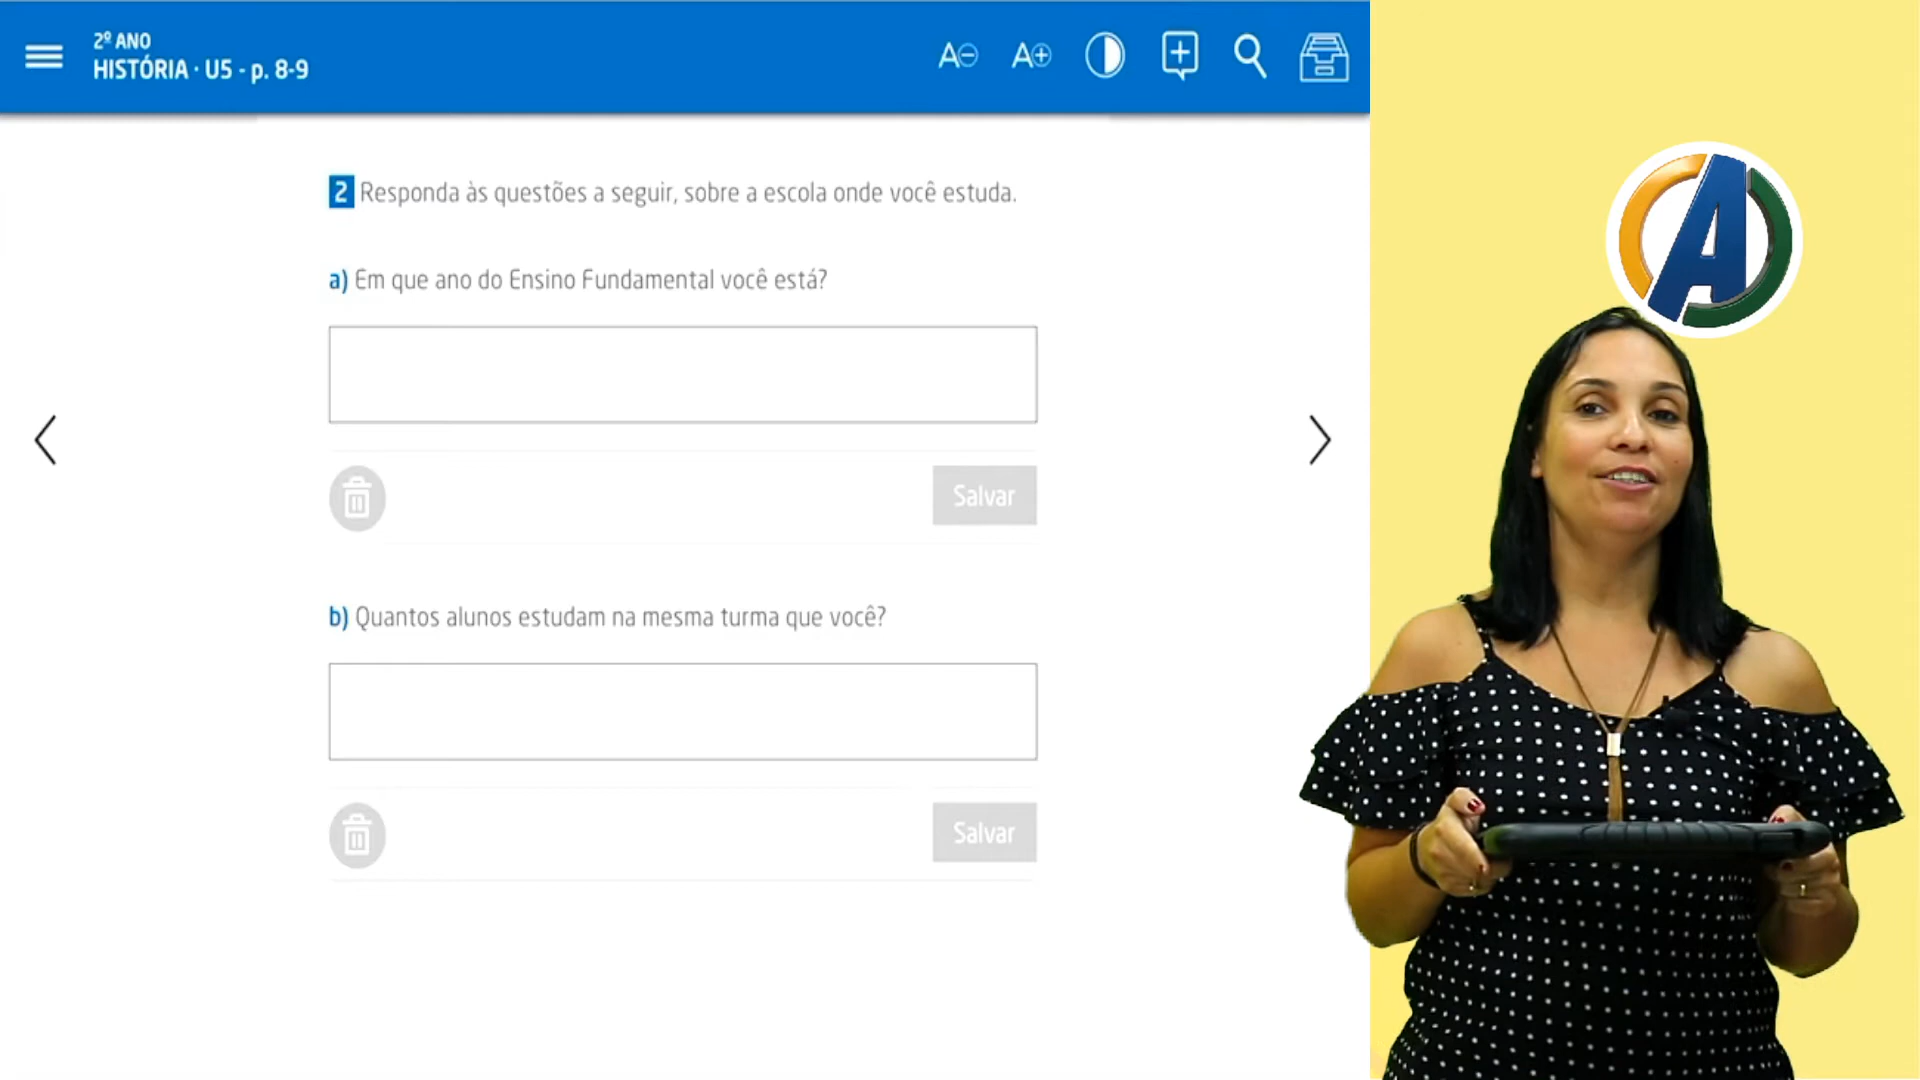 2º ANO
HISTÓRIA · U5 - p. 8-9
A
A
2 Responda às questões a seguir, sobre a escola onde você estuda.
a) Em que ano do Ensino Fundamental você está?
Salvar
b) Quantos alunos estudam na mesma turma que você?
Salvar
A